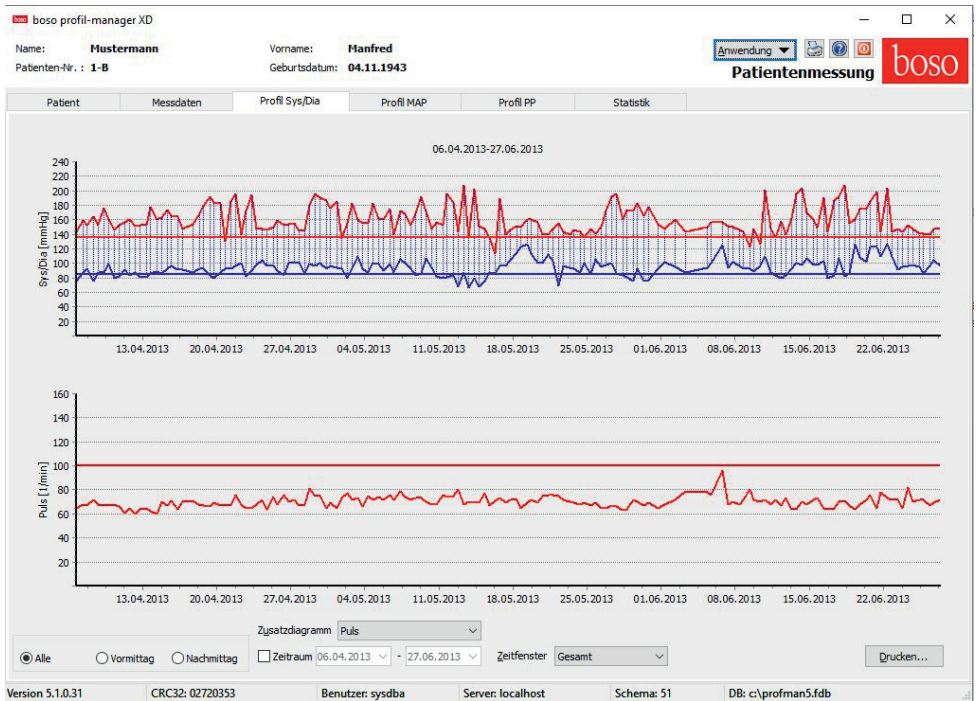 boso boso profil-manager XD
Name: Mustermann Vorname: Manfred Anwendung
Patienten-Nr. : 1-B Geburtsdatum: 04.11.1943 Patientenmessung boso
Patient Messdaten Profil Sys/Dia Profil MAP Profil PP Statistik
06.04.2013-27.06.2013
Sys/Dia [mmHg]
240
220
200
180
160
140
120
100
80
60
40
20
13.04.2013 20.04.2013 27.04.2013 04.05.2013 11.05.2013 18.05.2013 25.05.2013 01.06.2013 08.06.2013 15.06.2013 22.06.2013
Puls [1/min]
160
140
120
100
80
60
40
20
13.04.2013 20.04.2013 27.04.2013 04.05.2013 11.05.2013 18.05.2013 25.05.2013 01.06.2013 08.06.2013 15.06.2013 22.06.2013
Zusatzdiagramm Puls
Alle Vormittag Nachmittag Zeitraum 06.04.2013 - 27.06.2013 Zeitfenster Gesamt Drucken...
Version 5.1.0.31 CRC32: 02720353 Benutzer: sysdba Server: localhost Schema: 51 DB: c:\profman5.fdb